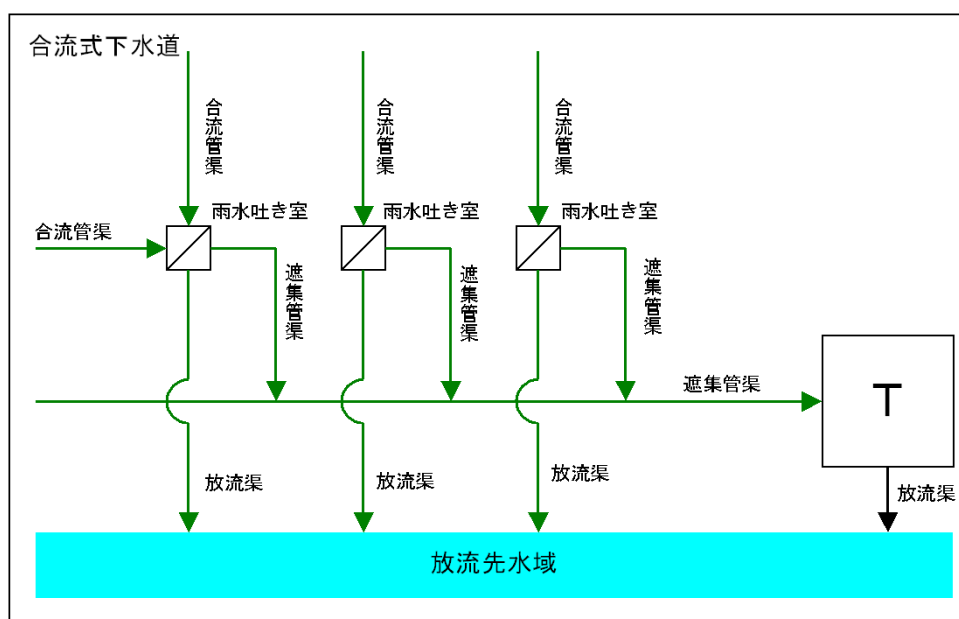 合流式下水道
合流管渠
合流管渠
合流管渠
雨水吐き室
雨水吐き室
雨水吐き室
合流管渠
遮集管渠
遮集管渠
遮集管渠
遮集管渠
T
放流渠
放流渠
放流渠
放流渠
放流先水域